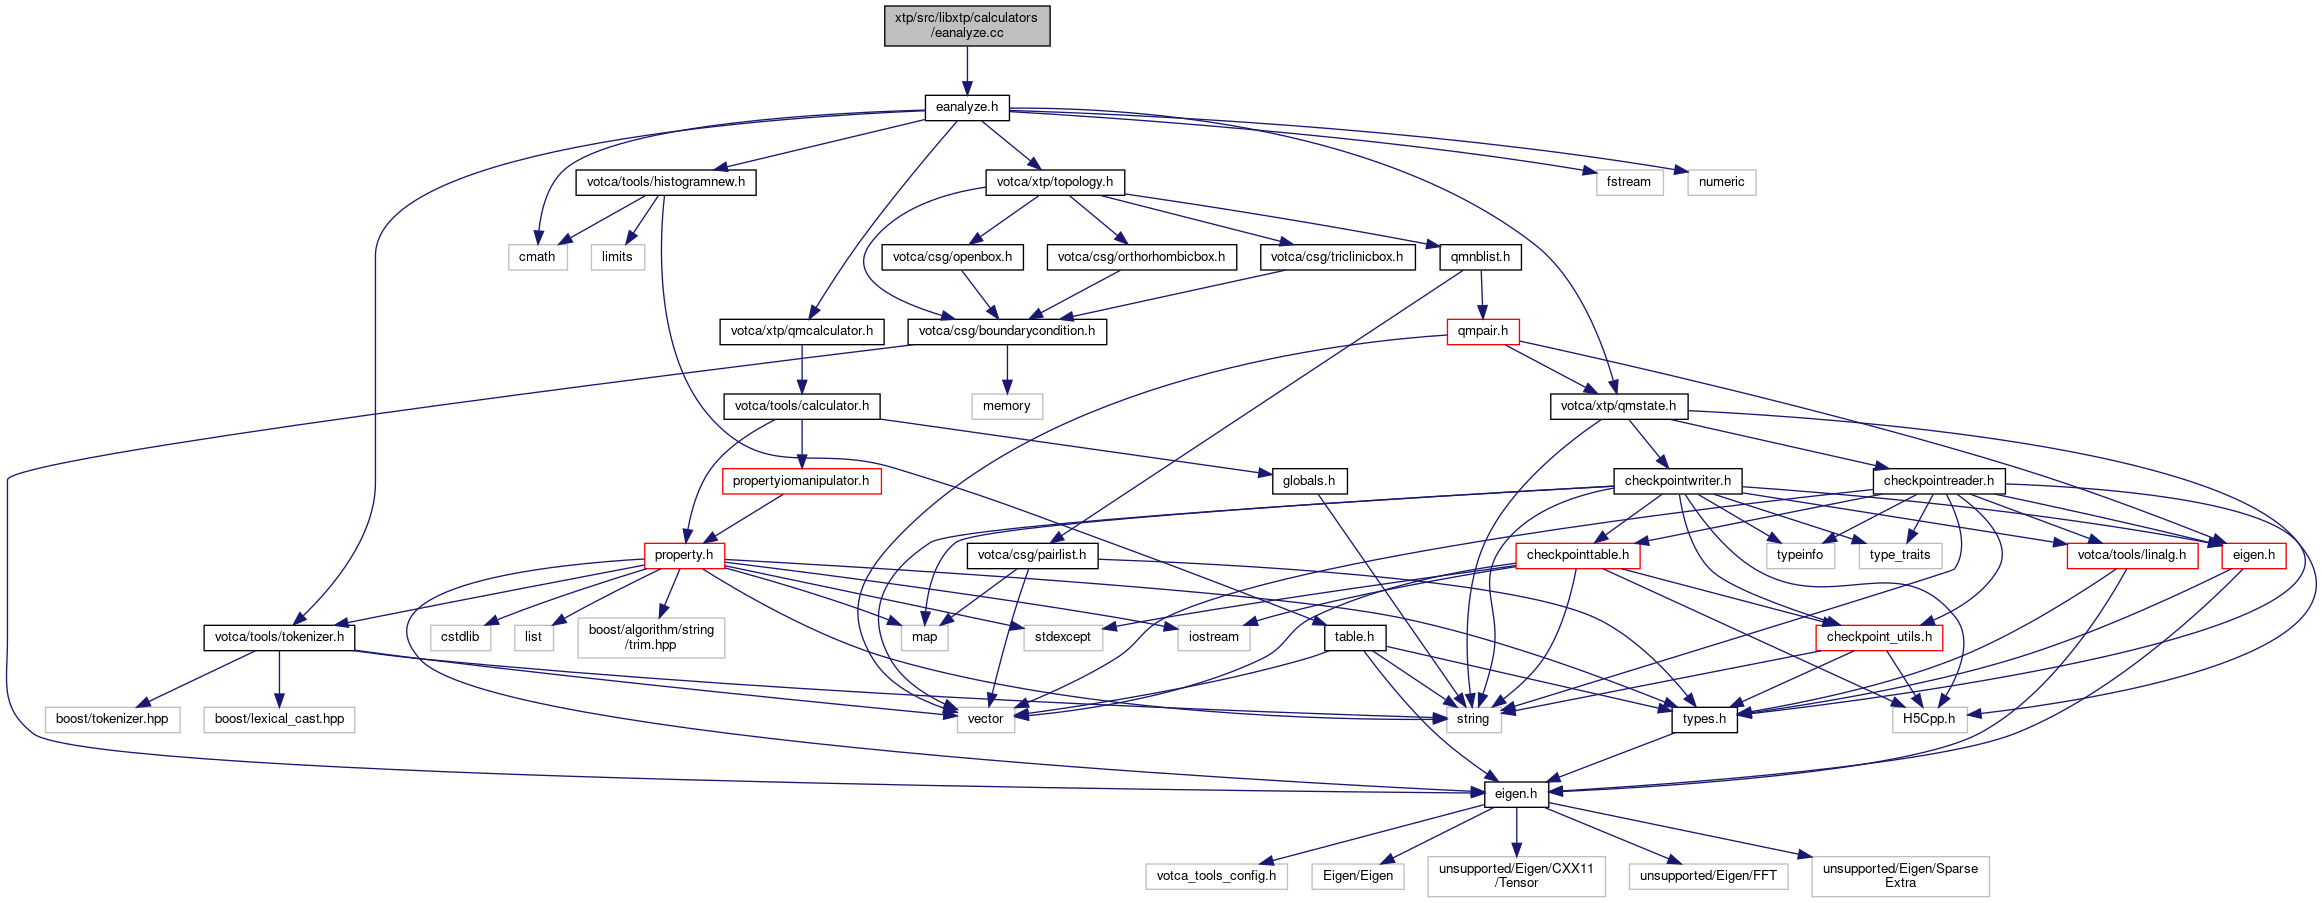 xtp/src/libxtp/calculators
/eanalyze.cc
eanalyze.h
votca/tools/histogramnew.h
votca/xtp/topology.h
fstream
numeric
cmath
limits
votca/csg/openbox.h
votca/csg/orthorhombicbox.h
votca/csg/triclinicbox.h
qmnblist.h
votca/xtp/qmcalculator.h
votca/csg/boundarycondition.h
qmpair.h
votca/tools/calculator.h
memory
votca/xtp/qmstate.h
propertyiomanipulator.h
globals.h
checkpointwriter.h
checkpointreader.h
property.h
votca/csg/pairlist.h
checkpointtable.h
typeinfo
type_traits
votca/tools/linalg.h
eigen.h
votca/tools/tokenizer.h
cstdlib
list
boost/algorithm/string
/trim.hpp
map
stdexcept
iostream
table.h
checkpoint_utils.h
boost/tokenizer.hpp
boost/lexical_cast.hpp
vector
string
types.h
H5Cpp.h
eigen.h
votca_tools_config.h
Eigen/Eigen
unsupported/Eigen/CXX11
/Tensor
unsupported/Eigen/FFT
unsupported/Eigen/Sparse
Extra